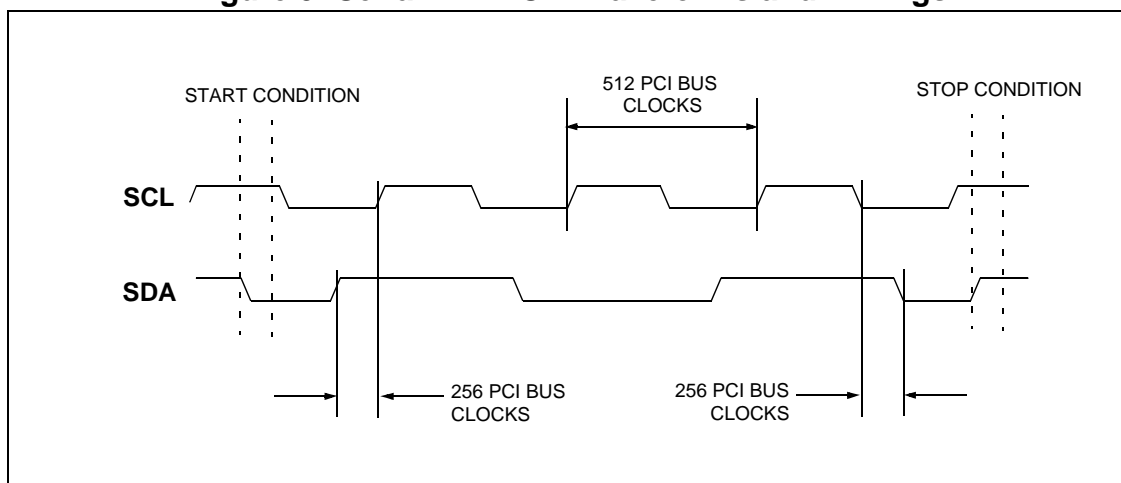 START CONDITION
512 PCI BUS
CLOCKS
STOP CONDITION
SCL
SDA
256 PCI BUS
CLOCKS
256 PCI BUS
CLOCKS